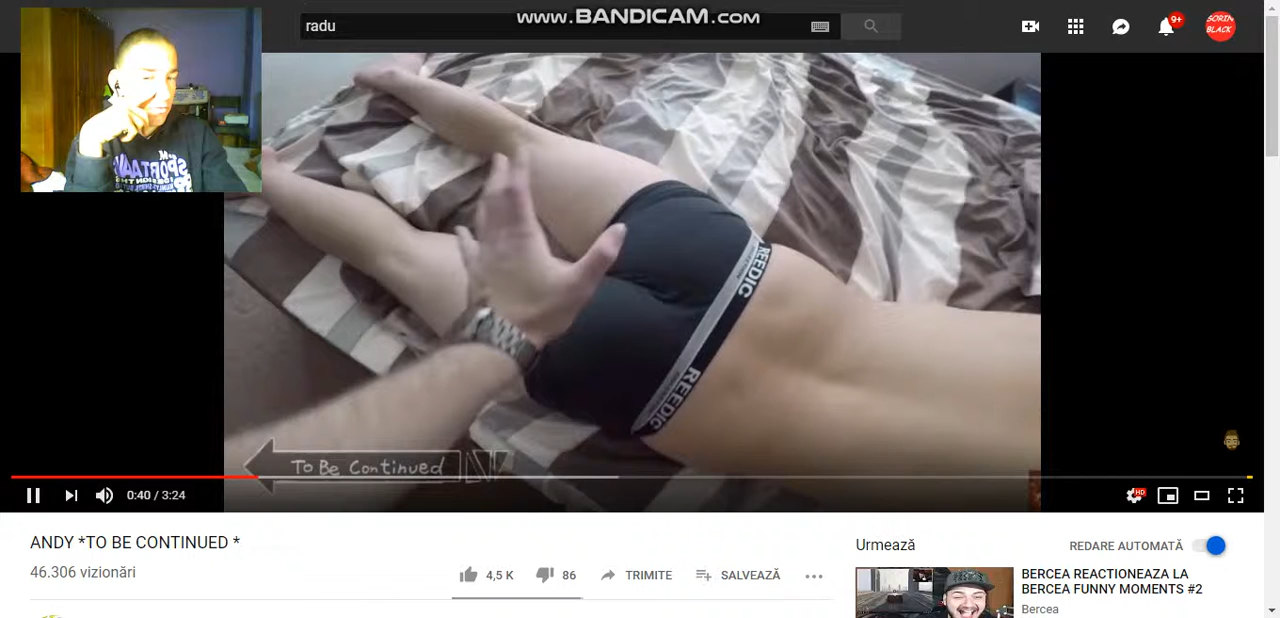 www.BANDICAM.com
radu
9+
SORIN
BLACK
REEDIC
REEDIC
To Be Continued
0:40 / 3:24
HD
ANDY *TO BE CONTINUED *
46.306 vizionări
4,5 K
86
TRIMITE
SALVEAZĂ
Urmează
REDARE AUTOMATĂ
BERCEA REACTIONEAZA LA
BERCEA FUNNY MOMENTS #2
Bercea